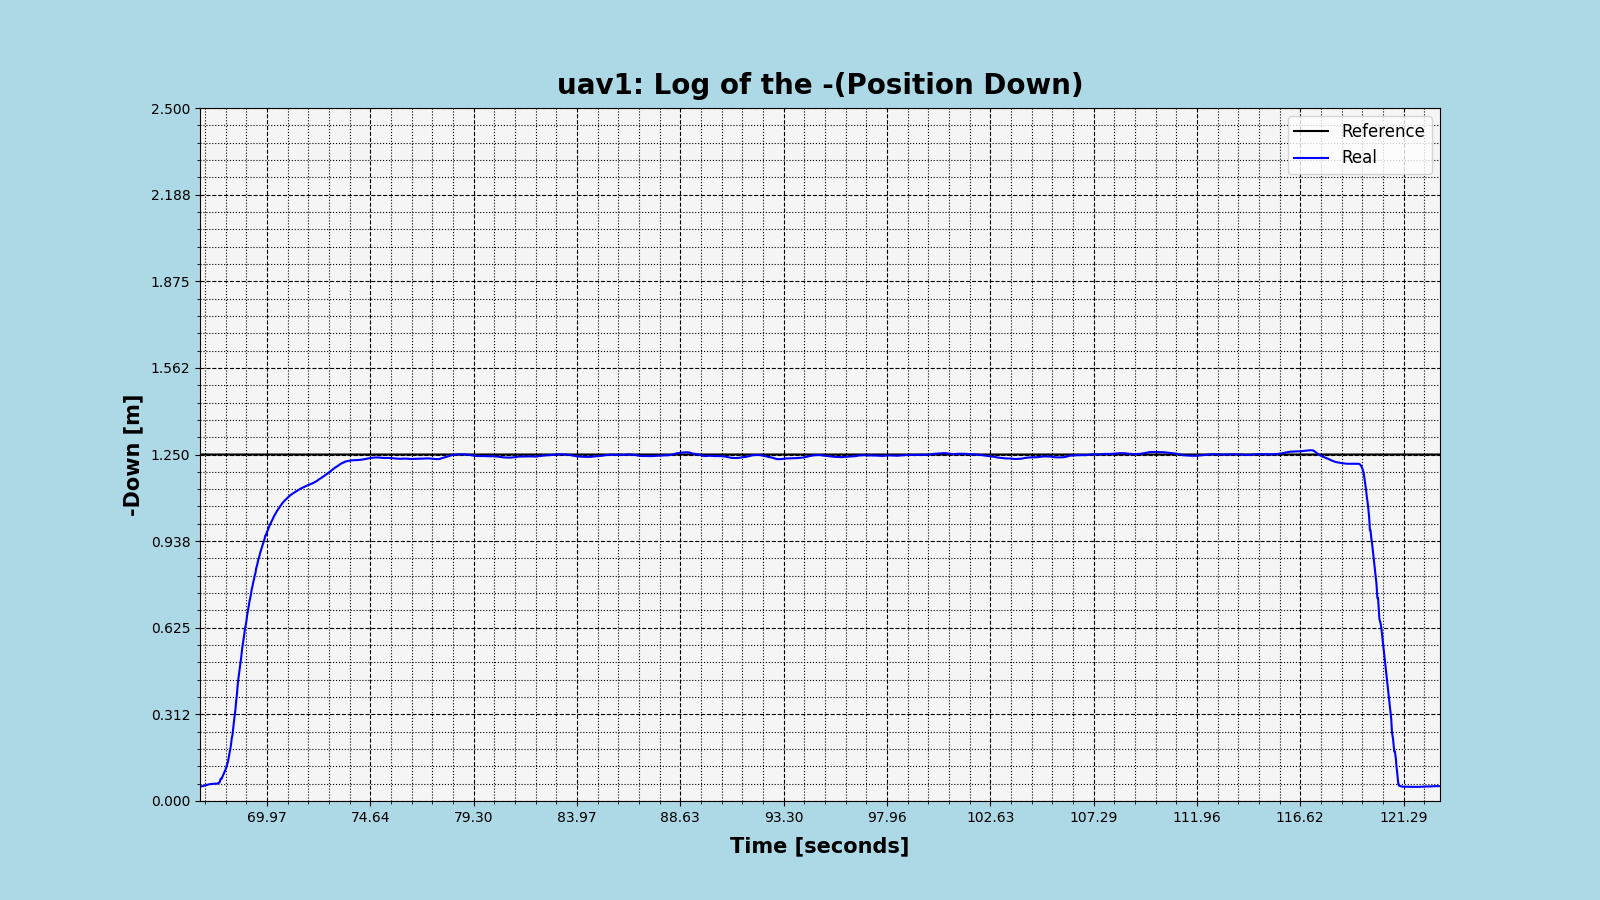 uav1: Log of the -(Position Down)
Reference
Real
2.500
2.188
1.875
1.562
1.250
0.938
0.625
0.312
0.000
-Down [m]
69.97 74.64 79.30 83.97 88.63 93.30 97.96 102.63 107.29 111.96 116.62 121.29
Time [seconds]